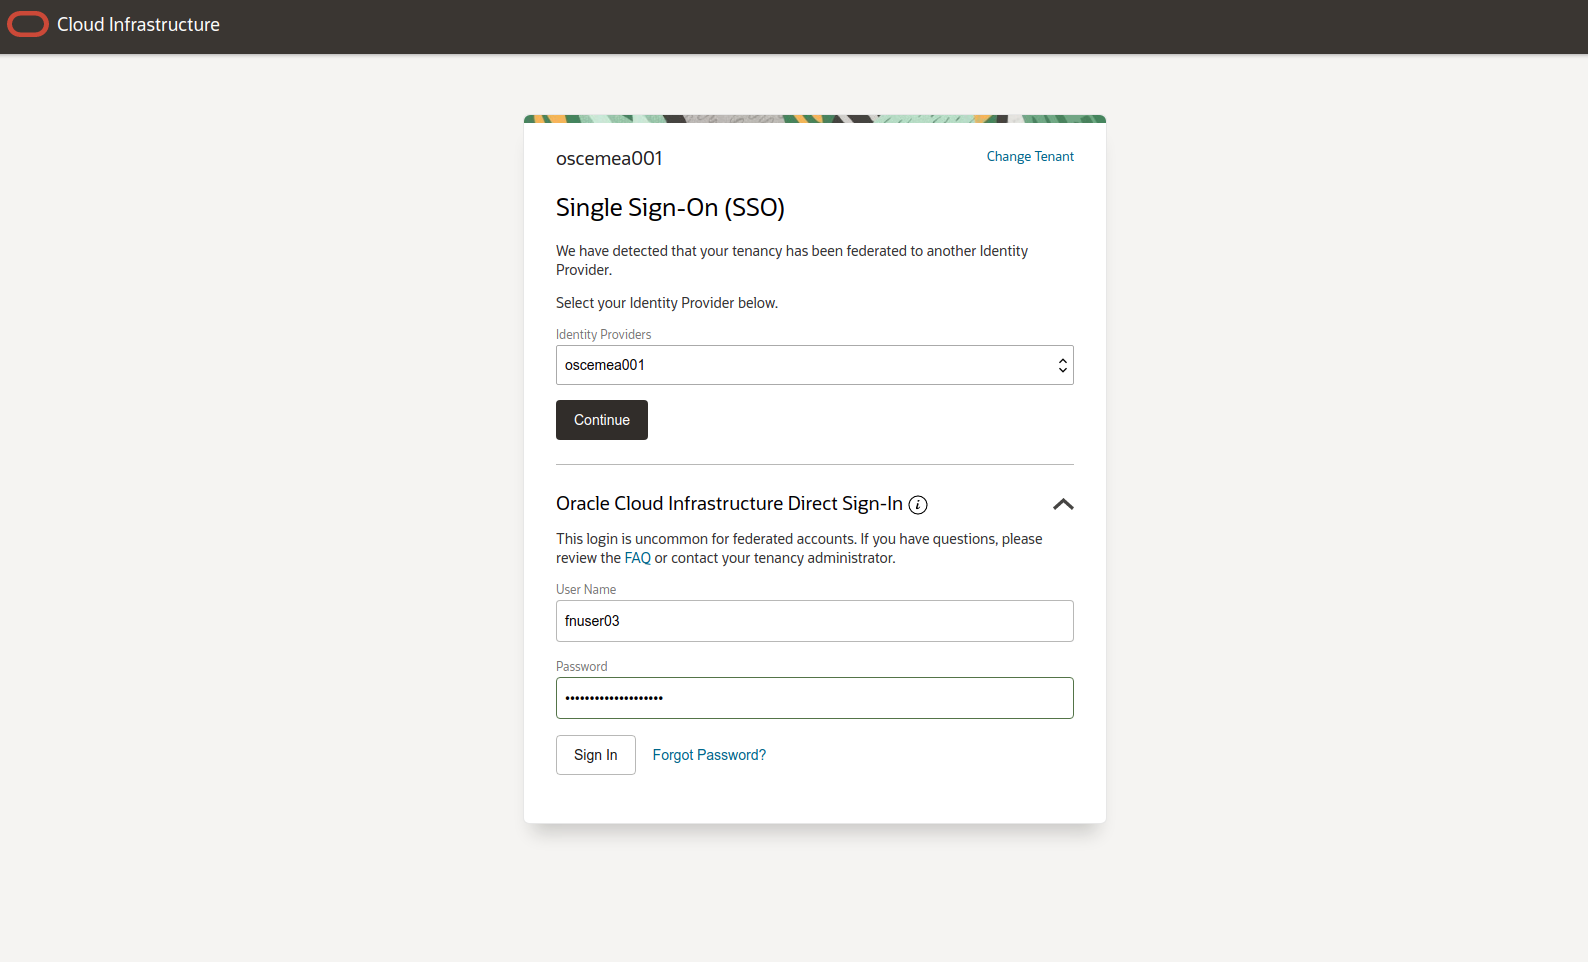 Cloud Infrastructure
oscemea001
Change Tenant
Single Sign-On (SSO)
We have detected that your tenancy has been federated to another Identity
Provider.
Select your Identity Provider below.
Identity Providers
oscemea001
Continue
Oracle Cloud Infrastructure Direct Sign-In i
This login is uncommon for federated accounts. If you have questions, please
review the FAQ or contact your tenancy administrator.
User Name
fnuser03
Password
••••••••••••••••••••
Sign In
Forgot Password?